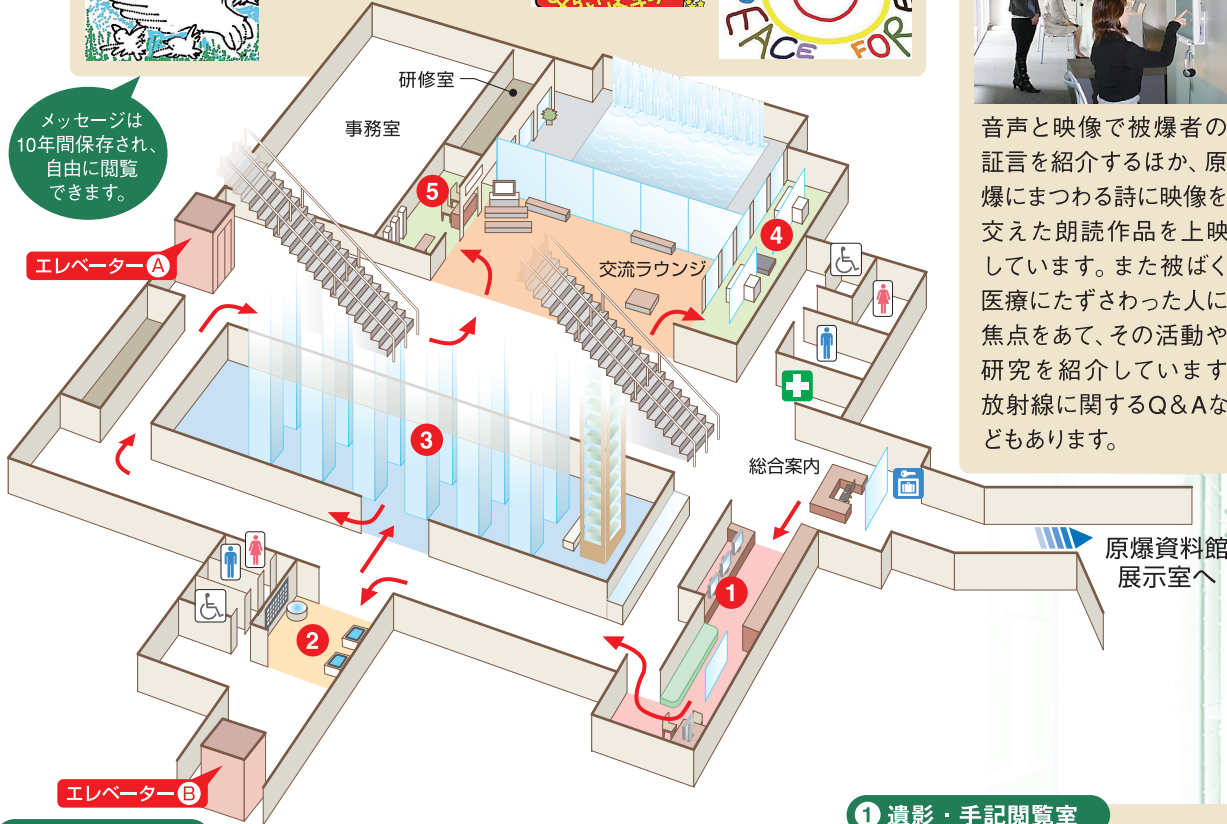 EACE FOR
メッセージは
10年間保存され、
自由に閲覧
できます。
研修室
事務室
5
エレベーター A
交流ラウンジ
4
3
総合案内
原爆資料館
展示室へ
1
2
エレベーター B
音声と映像で被爆者の
証言を紹介するほか、原
爆にまつわる詩に映像を
交えた朗読作品を上映
しています。また被ばく
医療にたずさわった人に
焦点をあて、その活動や
研究を紹介しています
放射線に関するQ&Aな
どもあります。
1 遺影・手記閲覧室